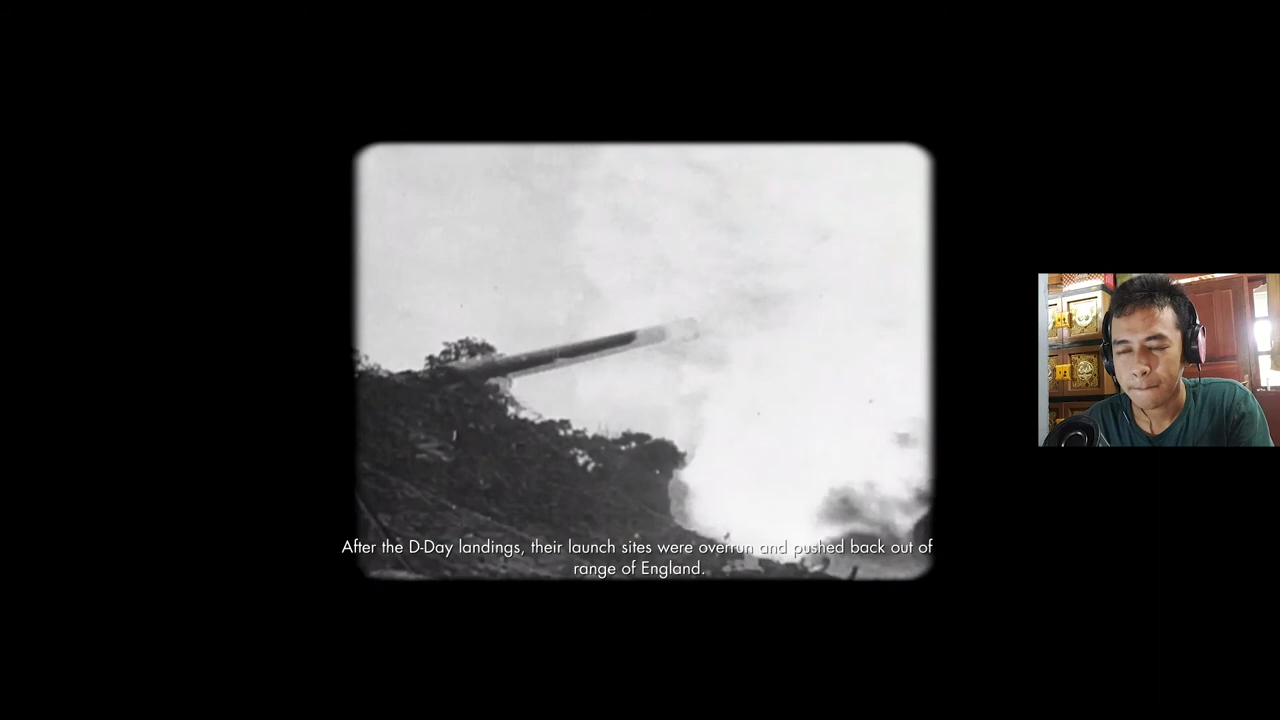 After the D-Day landings, their launch sites were overrun and pushed back out of
range of England.